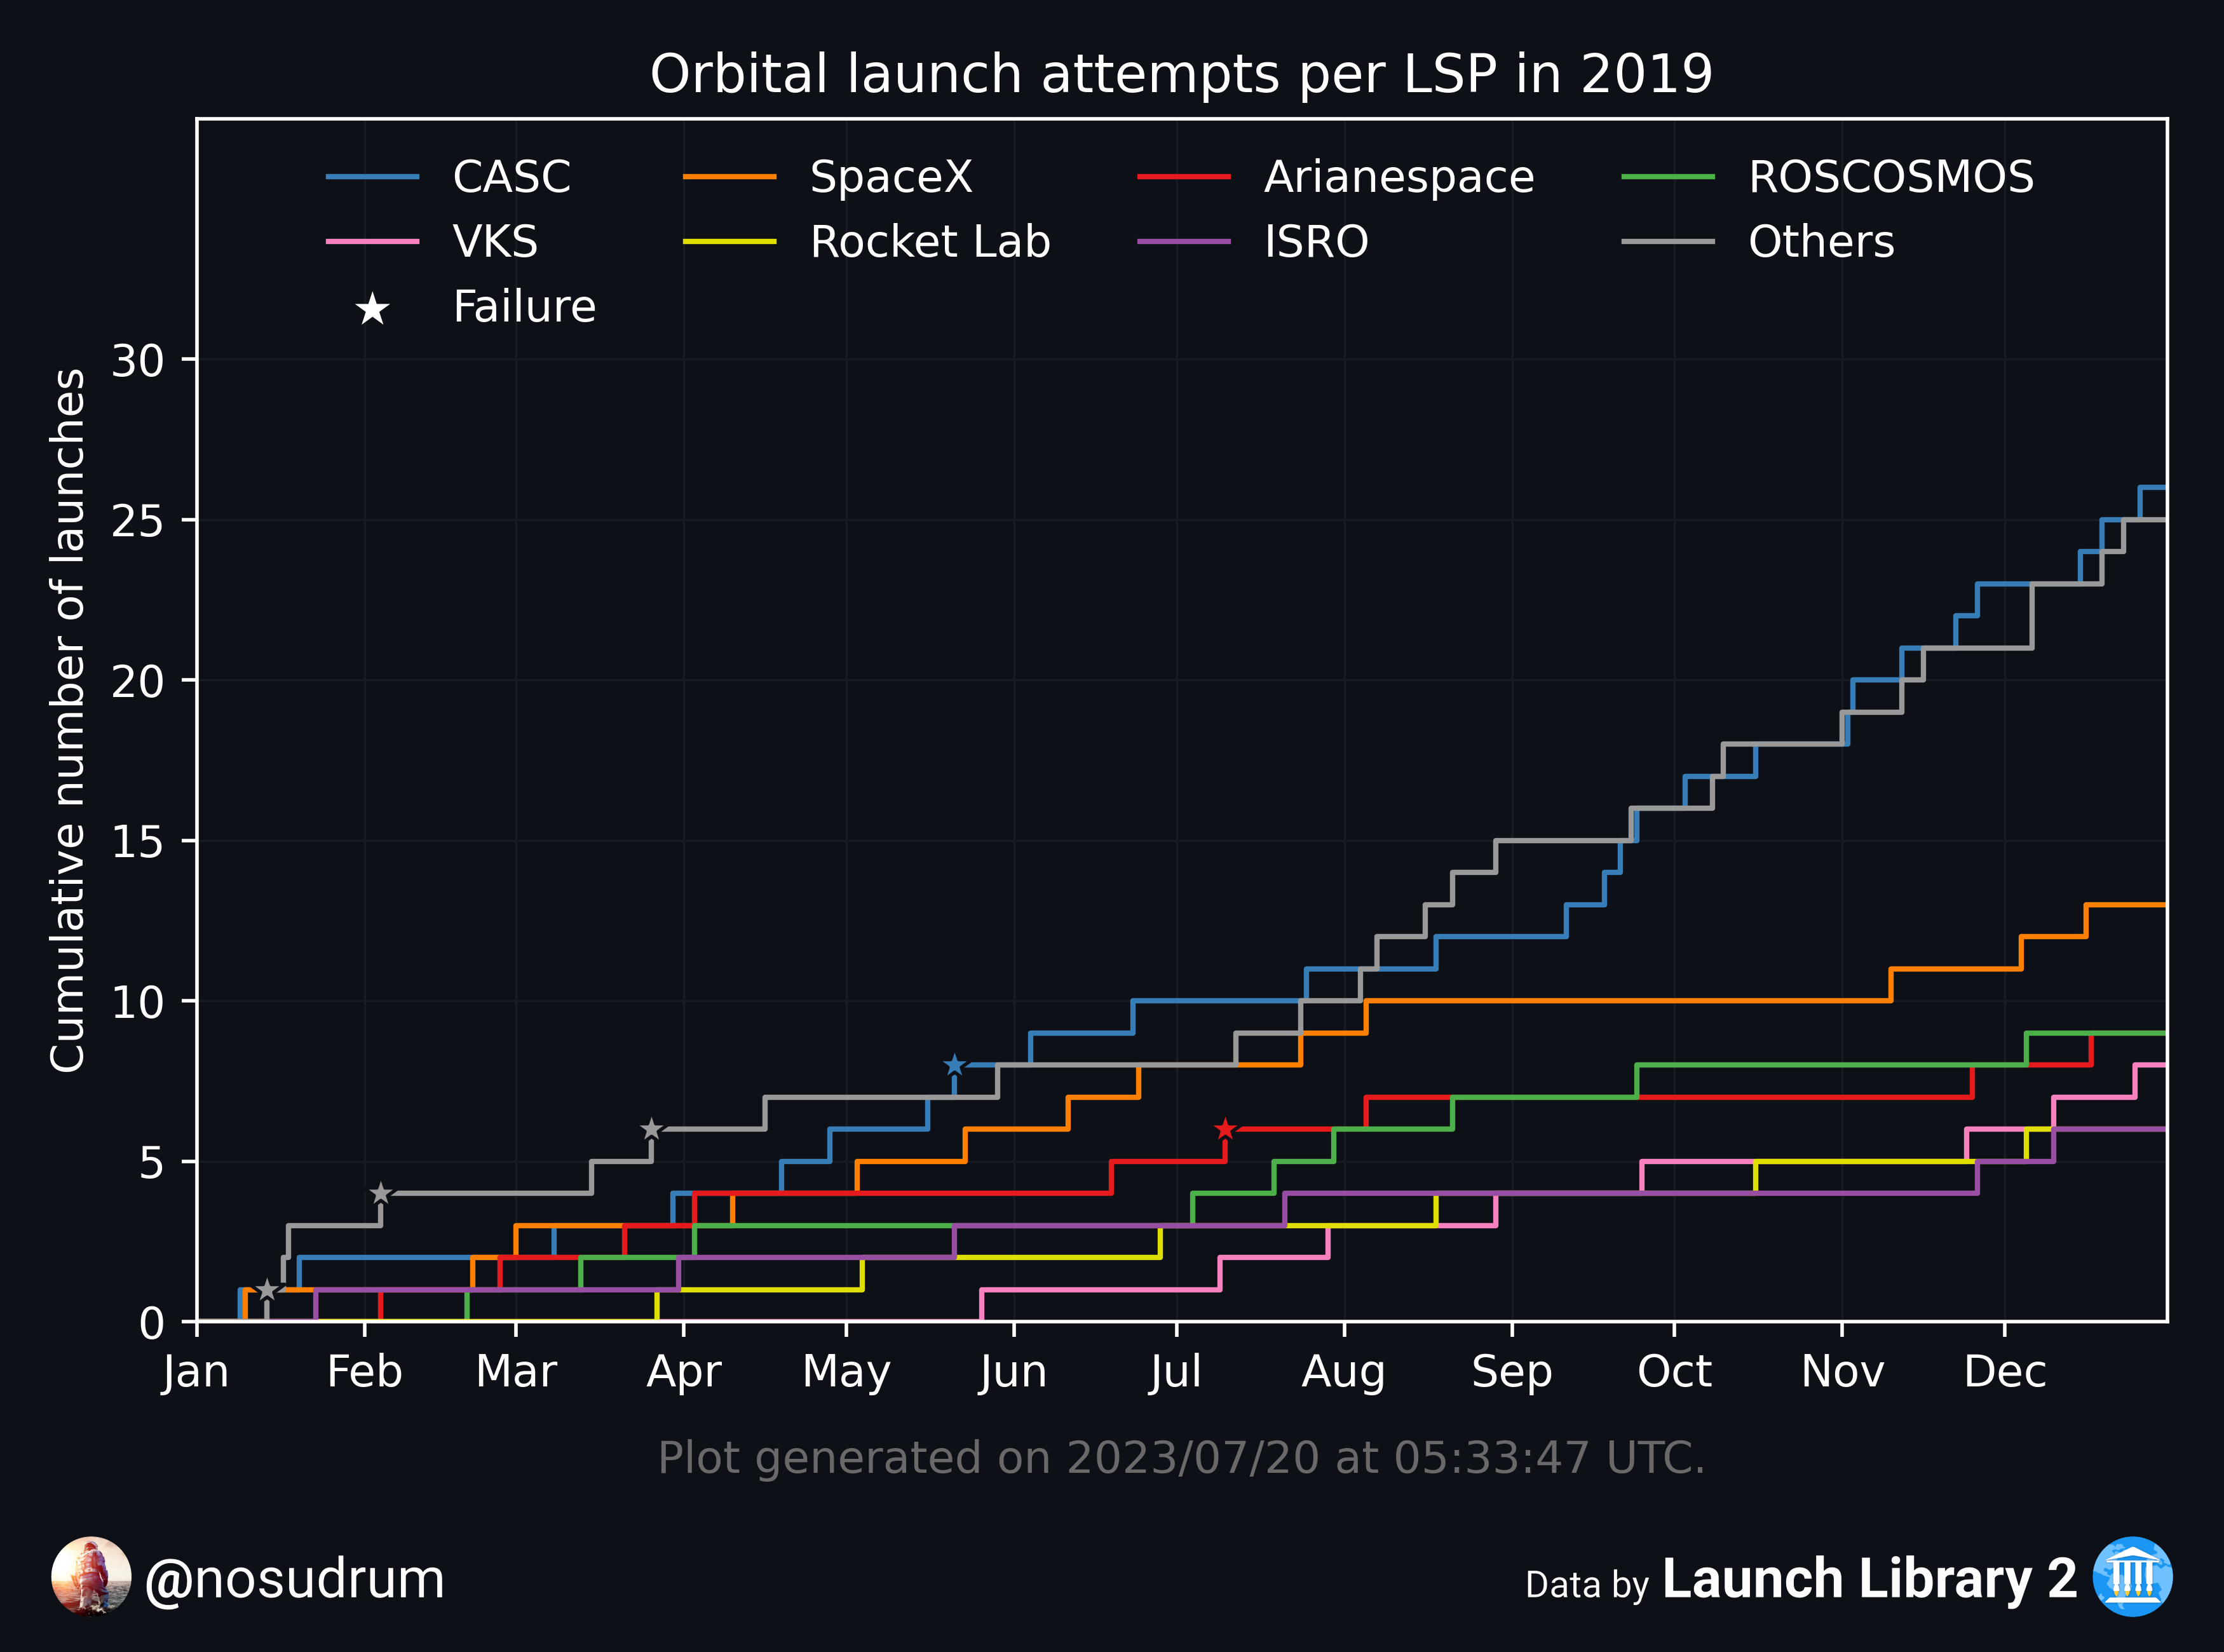 Orbital launch attempts per LSP in 2019
CASC SpaceX Arianespace ROSCOSMOS
VKS Rocket Lab ISRO Others
Failure
Cumulative number of launches
30
25
20
15
10
5
0
Jan Feb Mar Apr May Jun Jul Aug Sep Oct Nov Dec
Plot generated on 2023/07/20 at 05:33:47 UTC.
@nosudrum
Data by Launch Library 2